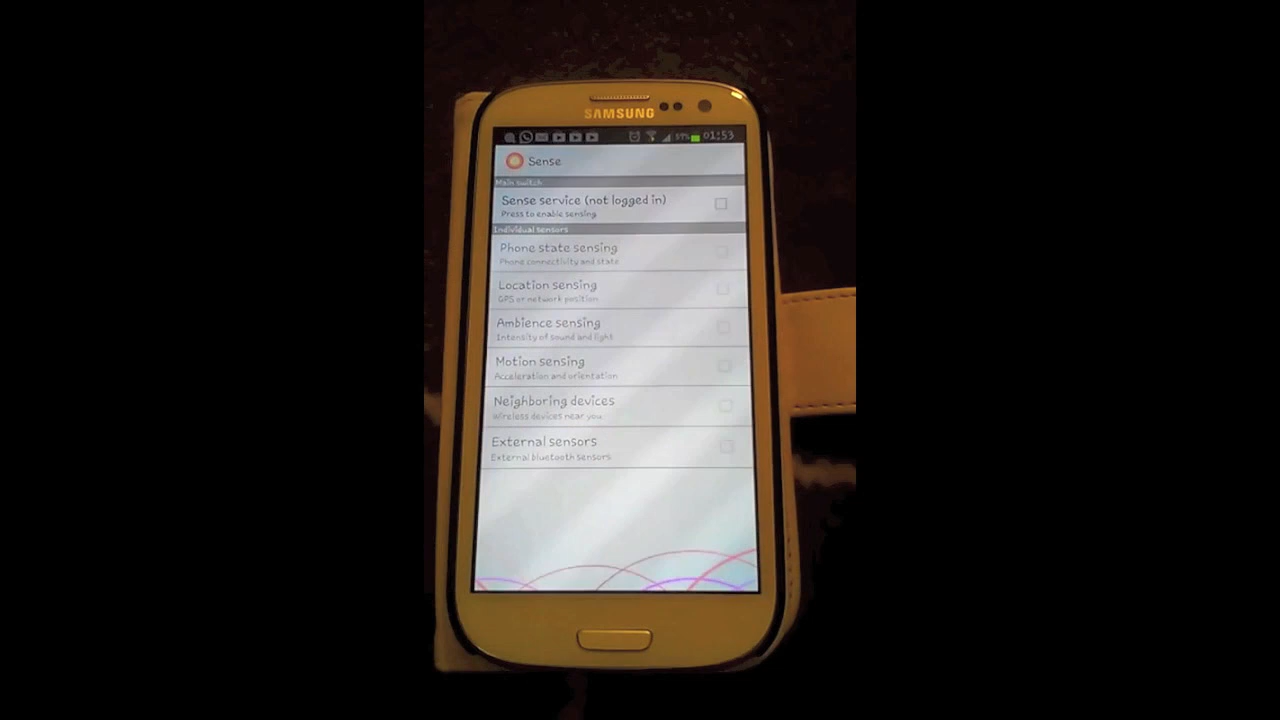 SAMSUNG
01:53
Sense
Main switch
Sense service (not logged in)
Press to enable sensing
Individual sensors
Phone state sensing
Phone connectivity and state
Location sensing
GPS or network position
Ambience sensing
Intensity of sound and light
Motion sensing
Acceleration and orientation
Neighboring devices
Wireless devices near you
External sensors
External bluetooth sensors